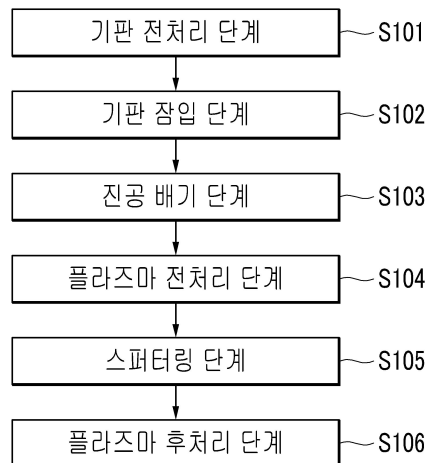 기판 전처리 단계 S101
기판 잠입 단계 S102
진공 배기 단계 S103
플라즈마 전처리 단계 S104
스퍼터링 단계 S105
플라즈마 후처리 단계 S106